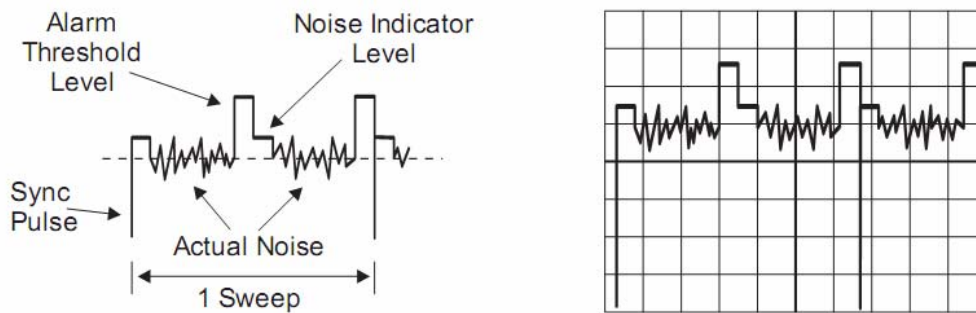 Alarm
Threshold
Level
Noise Indicator
Level
Sync
Pulse
Actual Noise
1 Sweep